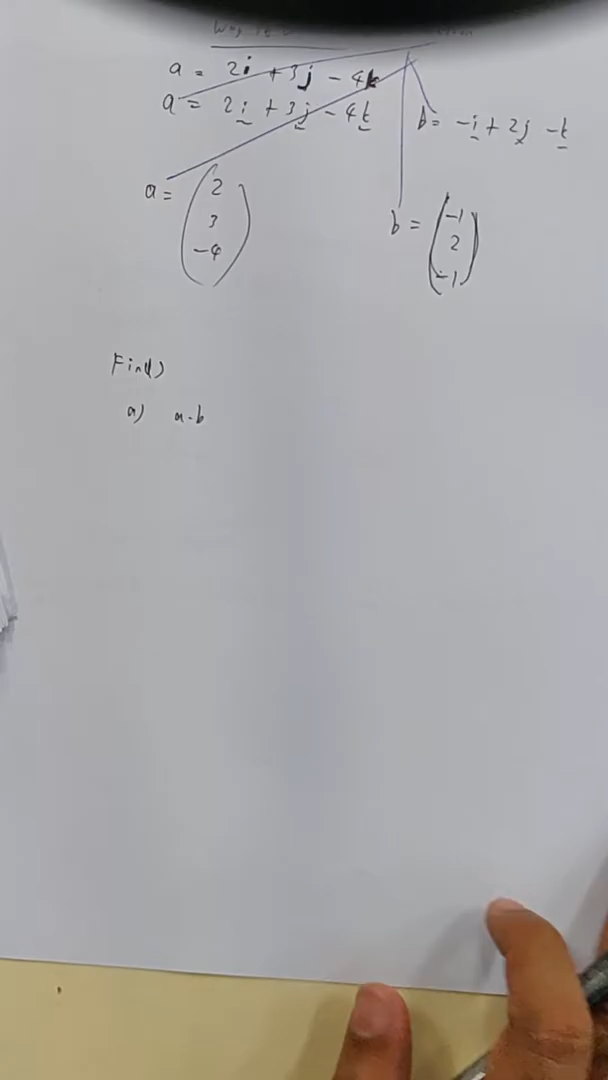 a = 2i + 3j - 4k
a = 2i + 3j - 4k
b = -i + 2j - k
a = (2
3
-4)
b = (-1
2
-1)
Find
a) a.b